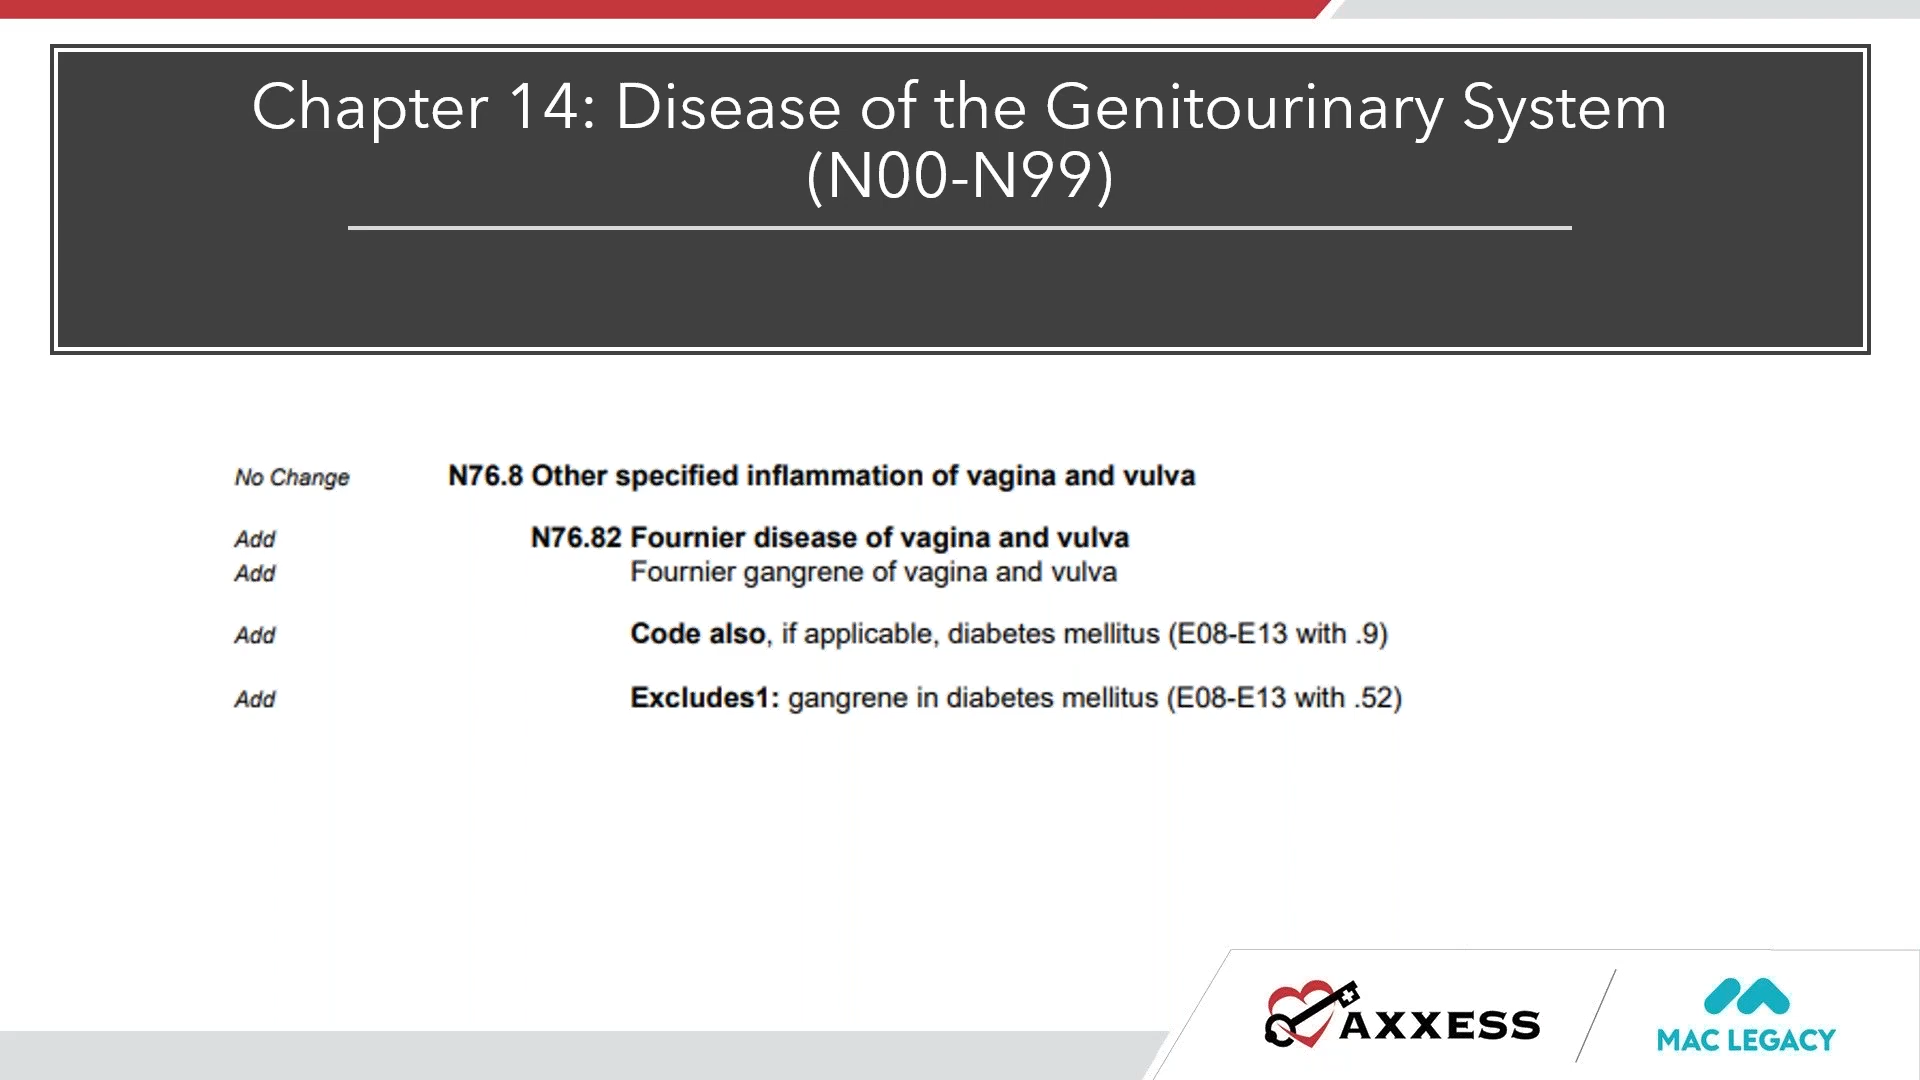 Chapter 14: Disease of the Genitourinary System
(N00-N99)
No Change N76.8 Other specified inflammation of vagina and vulva
Add N76.82 Fournier disease of vagina and vulva
Add Fournier gangrene of vagina and vulva
Add Code also, if applicable, diabetes mellitus (E08-E13 with .9)
Add Excludes1: gangrene in diabetes mellitus (E08-E13 with .52)
AXXESS
MAC LEGACY